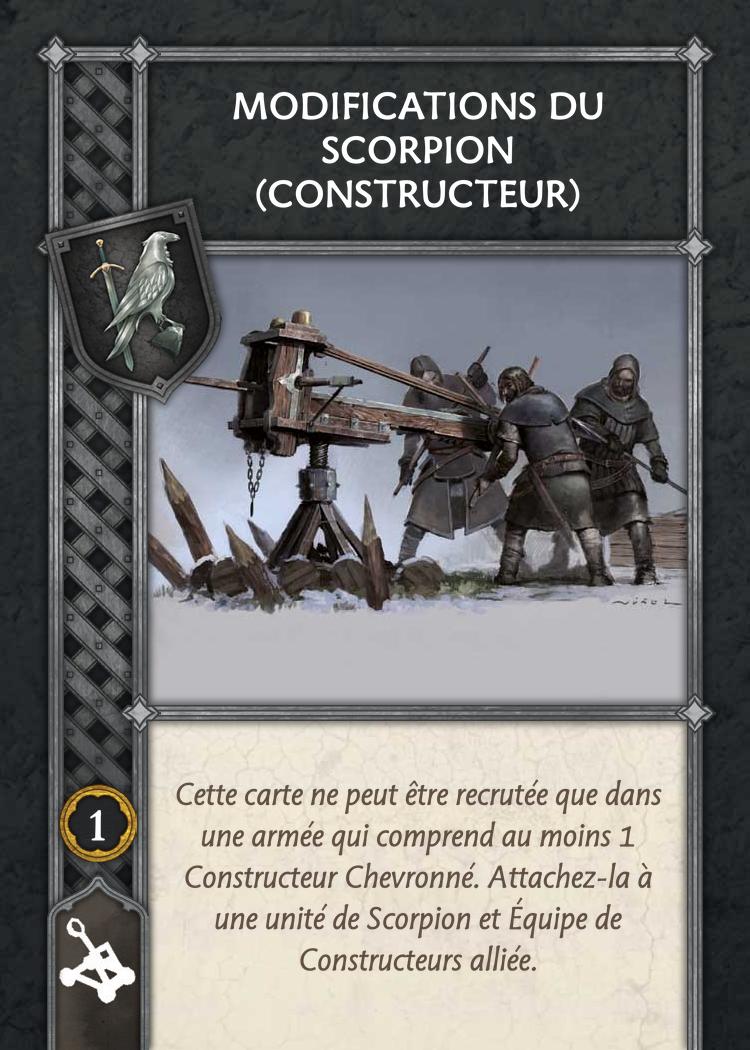 MODIFICATIONS DU
SCORPION
(CONSTRUCTEUR)
1
Cette carte ne peut être recrutée que dans
une armée qui comprend au moins 1
Constructeur Chevronné. Attachez-la à
une unité de Scorpion et Équipe de
Constructeurs alliée.